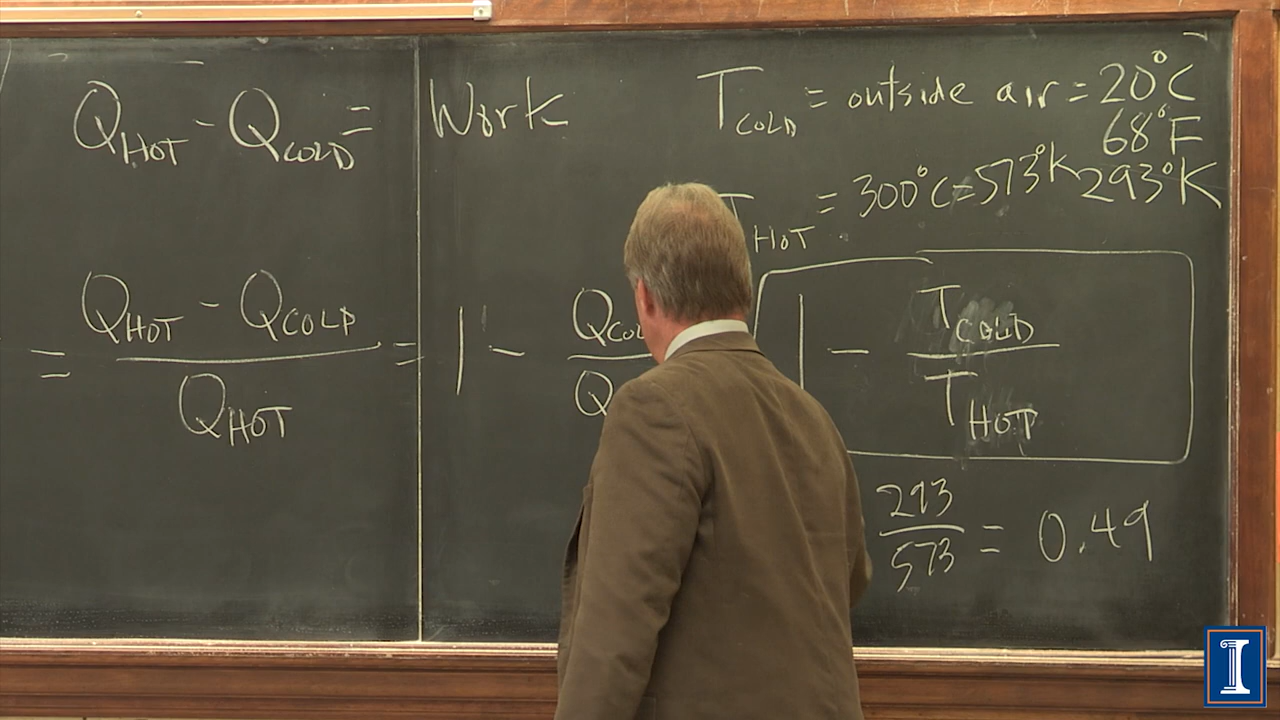 Q_HOT - Q_COLD = Work
T_COLD = outside air = 20°C
68°F
293°K
HOT = 300°C = 573°K
= Q_HOT - Q_COLD / Q_HOT = 1 - Q / Q
1 - T_COLD / T_HOT
293 / 573 = 0.49
I